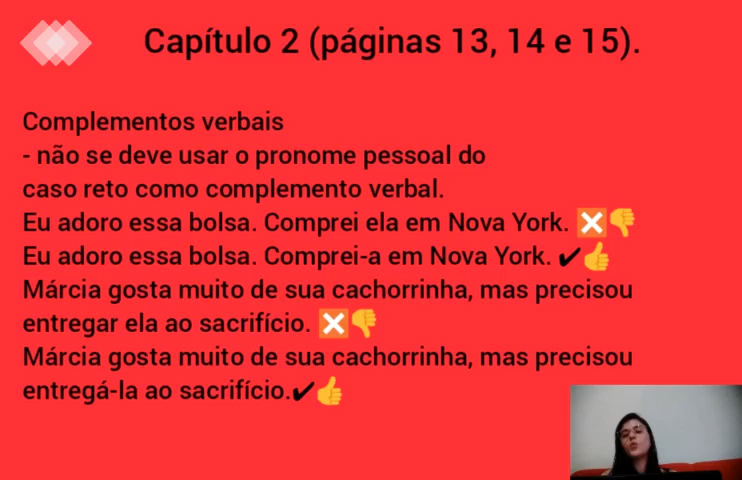 Capítulo 2 (páginas 13, 14 e 15).
Complementos verbais
- não se deve usar o pronome pessoal do
caso reto como complemento verbal.
Eu adoro essa bolsa. Comprei ela em Nova York. ❎👎
Eu adoro essa bolsa. Comprei-a em Nova York. ✔👍
Márcia gosta muito de sua cachorrinha, mas precisou
entregar ela ao sacrifício. ❎👎
Márcia gosta muito de sua cachorrinha, mas precisou
entregá-la ao sacrifício.✔👍